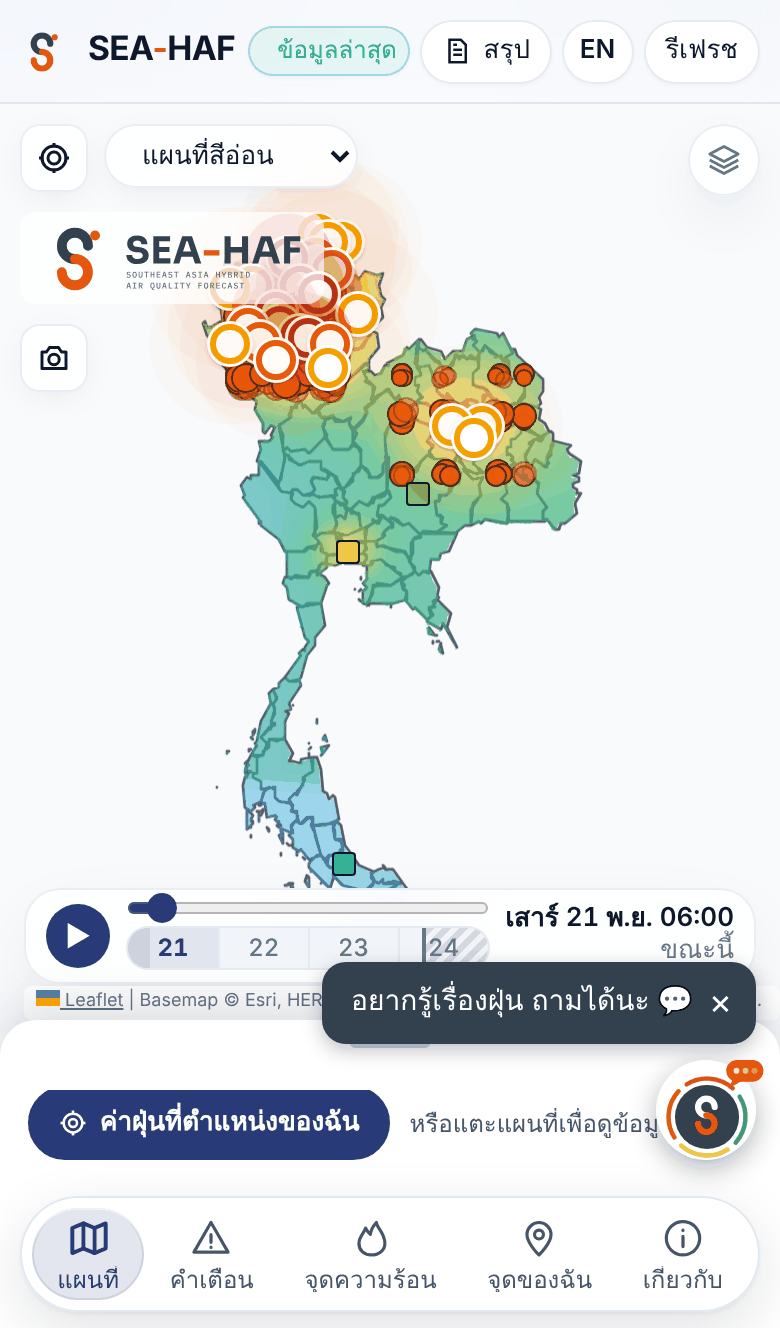 SEA-HAF
ข้อมูลล่าสุด
สรุป
EN
รีเฟรช
แผนที่สีอ่อน
SEA-HAF
SOUTHEAST ASIA HYBRID
AIR QUALITY FORECAST
21
22
23
24
เสาร์ 21 พ.ย. 06:00
ขณะนี้
Leaflet | Basemap © Esri, HER
อยากรู้เรื่องฝุ่น ถามได้นะ 💬 ×
ค่าฝุ่นที่ตำแหน่งของฉัน
หรือแตะแผนที่เพื่อดูข้อมู
แผนที่
คำเตือน
จุดความร้อน
จุดของฉัน
เกี่ยวกับ